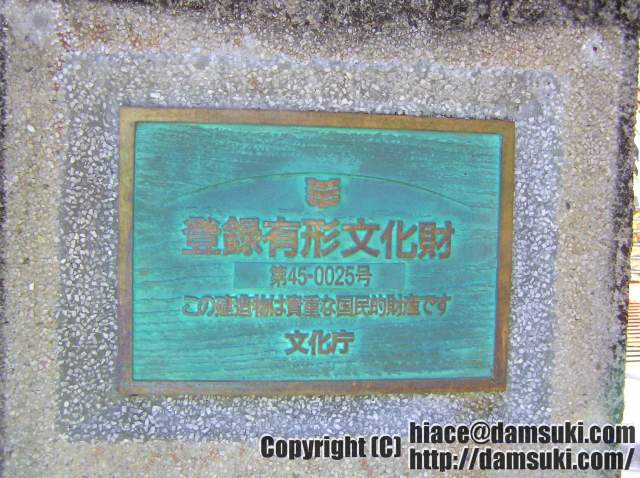 登録有形文化財
第45-0025号
この建造物は貴重な国民的財産です
文化庁
Copyright (C) hiace@damsuki.com
http://damsuki.com/